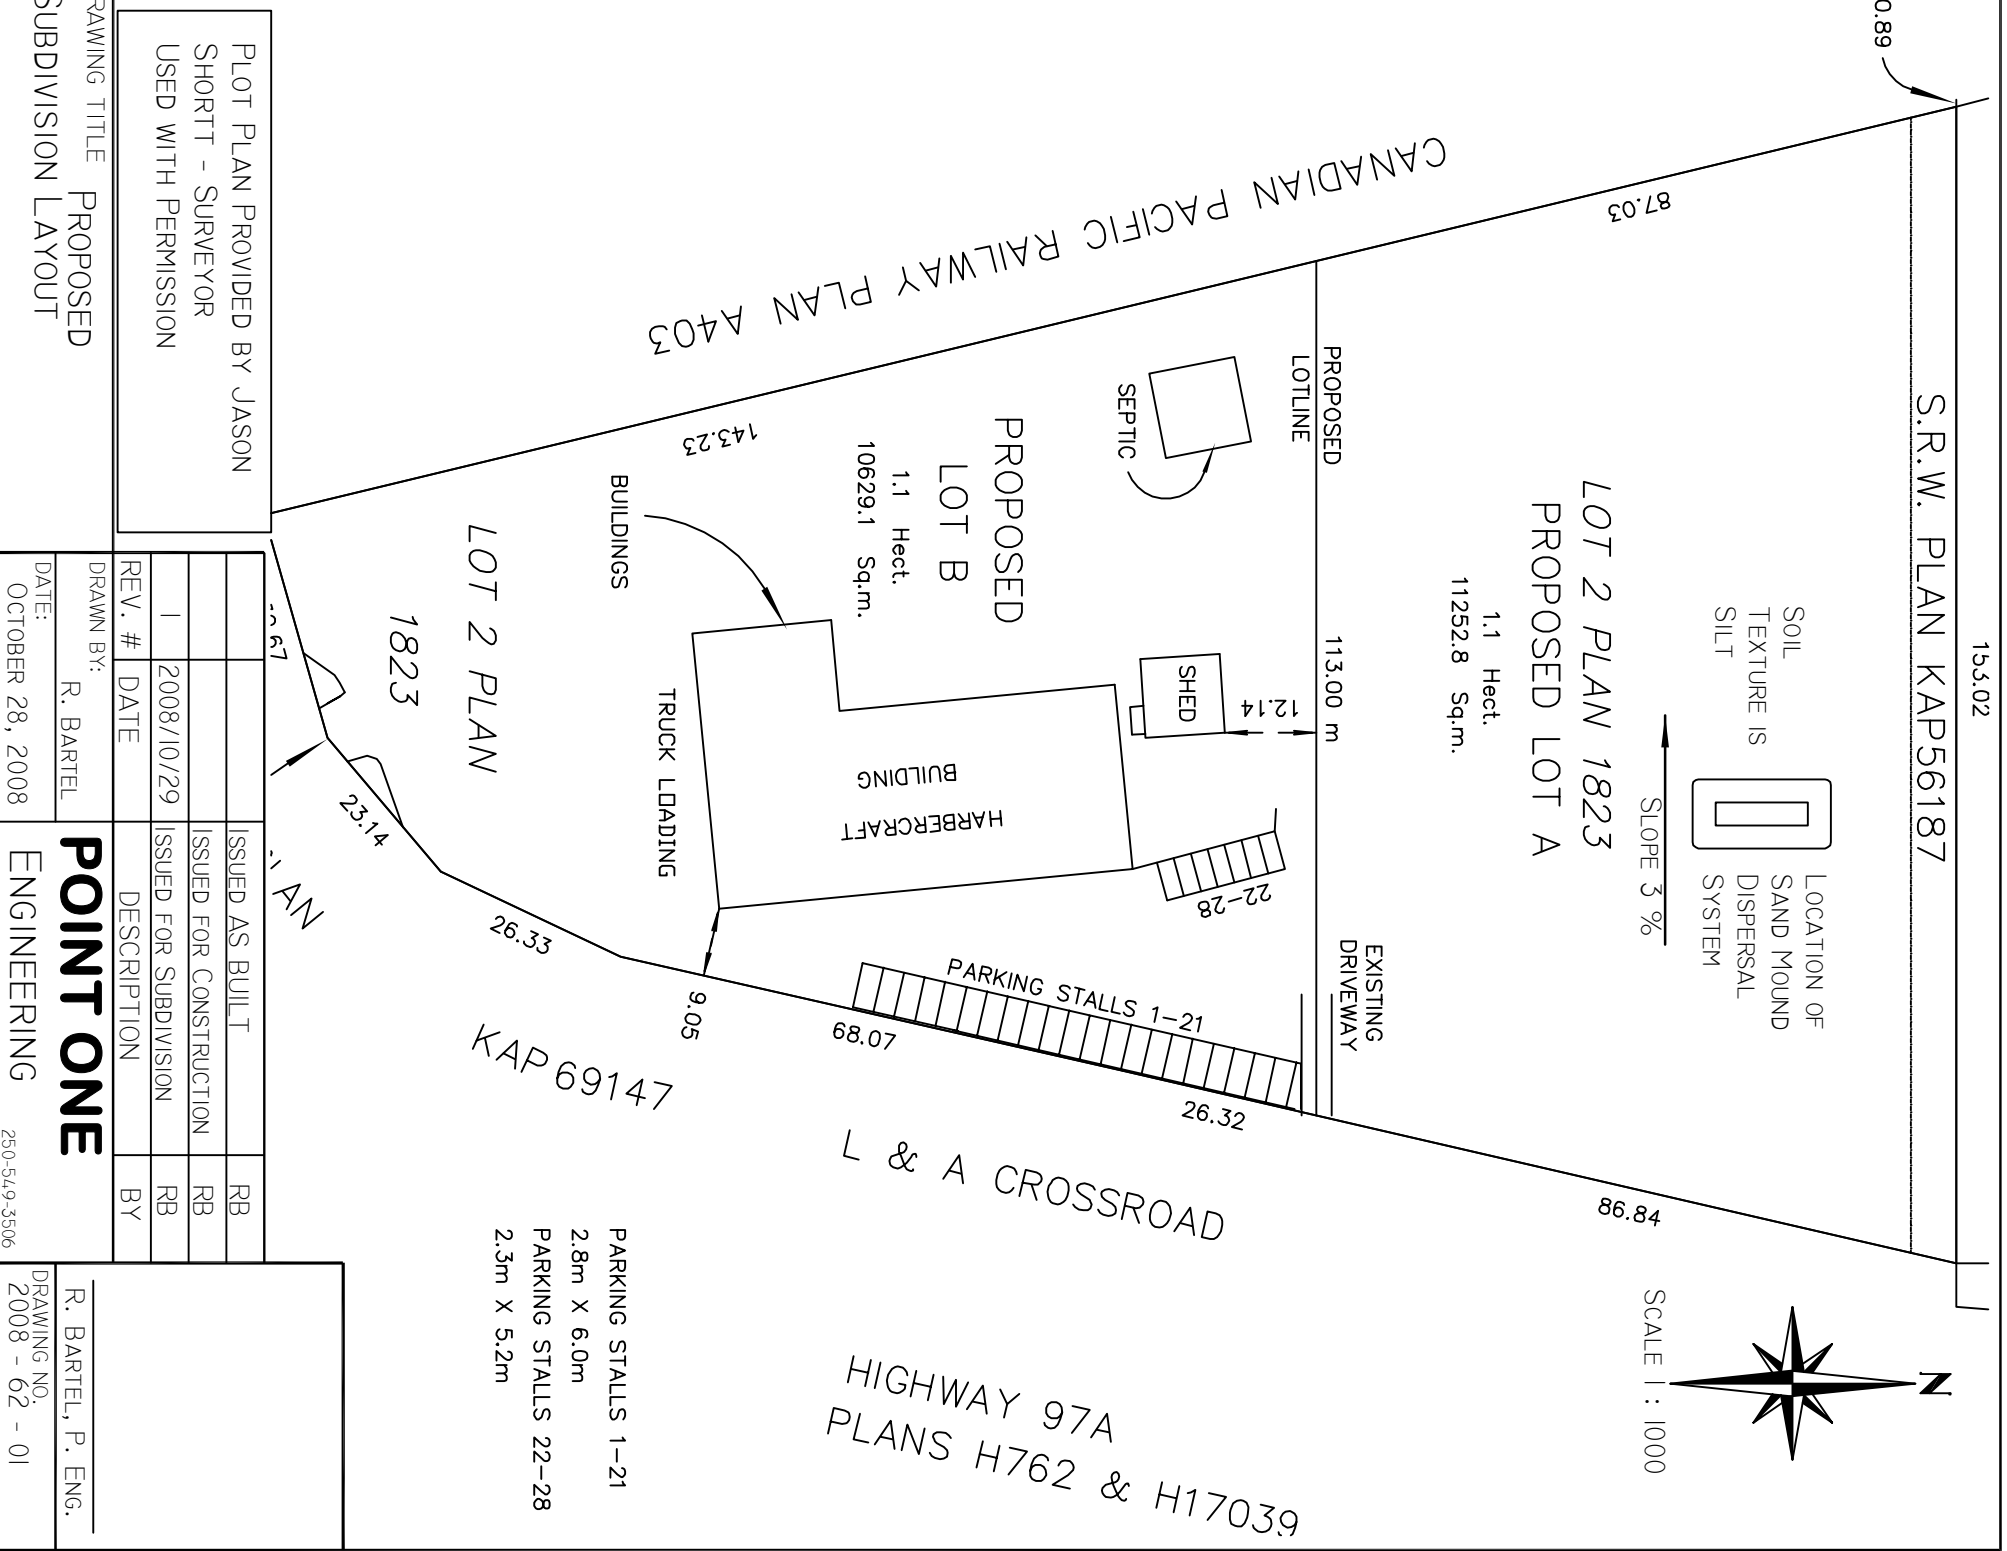 0.89
153.02
S.R.W. PLAN KAP56187
SOIL
TEXTURE IS
SILT
LOCATION OF
SAND MOUND
DISPERSAL
SYSTEM
SLOPE 3 %
LOT 2 PLAN 1823
PROPOSED LOT A
1.1 Hect.
11252.8 Sq.m.
87.03
86.84
N
SCALE 1 : 1000
CANADIAN PACIFIC RAILWAY PLAN A403
PROPOSED
LOTLINE
113.00 m
EXISTING
DRIVEWAY
12.14
SEPTIC
SHED
22-28
PARKING STALLS 1-21
26.32
PROPOSED
LOT B
1.1 Hect.
10629.1 Sq.m.
143.23
HARBERCRAFT
BUILDING
BUILDINGS
TRUCK LOADING
9.05
68.07
L & A CROSSROAD
HIGHWAY 97A
PLANS H762 & H17039
KAP 69147
LOT 2 PLAN
1823
26.33
23.14
LAN
PARKING STALLS 1-21
2.8m X 6.0m
PARKING STALLS 22-28
2.3m X 5.2m
PLOT PLAN PROVIDED BY JASON
SHORTT - SURVEYOR
USED WITH PERMISSION
ISSUED AS BUILT RB
ISSUED FOR CONSTRUCTION RB
1 2008/10/29 ISSUED FOR SUBDIVISION RB
REV. # DATE DESCRIPTION BY
RAWING TITLE
PROPOSED
SUBDIVISION LAYOUT
DRAWN BY:
R. BARTEL
DATE:
OCTOBER 28, 2008
POINT ONE
ENGINEERING
250-549-3506
R. BARTEL, P. ENG.
DRAWING NO.
2008 - 62 - 01